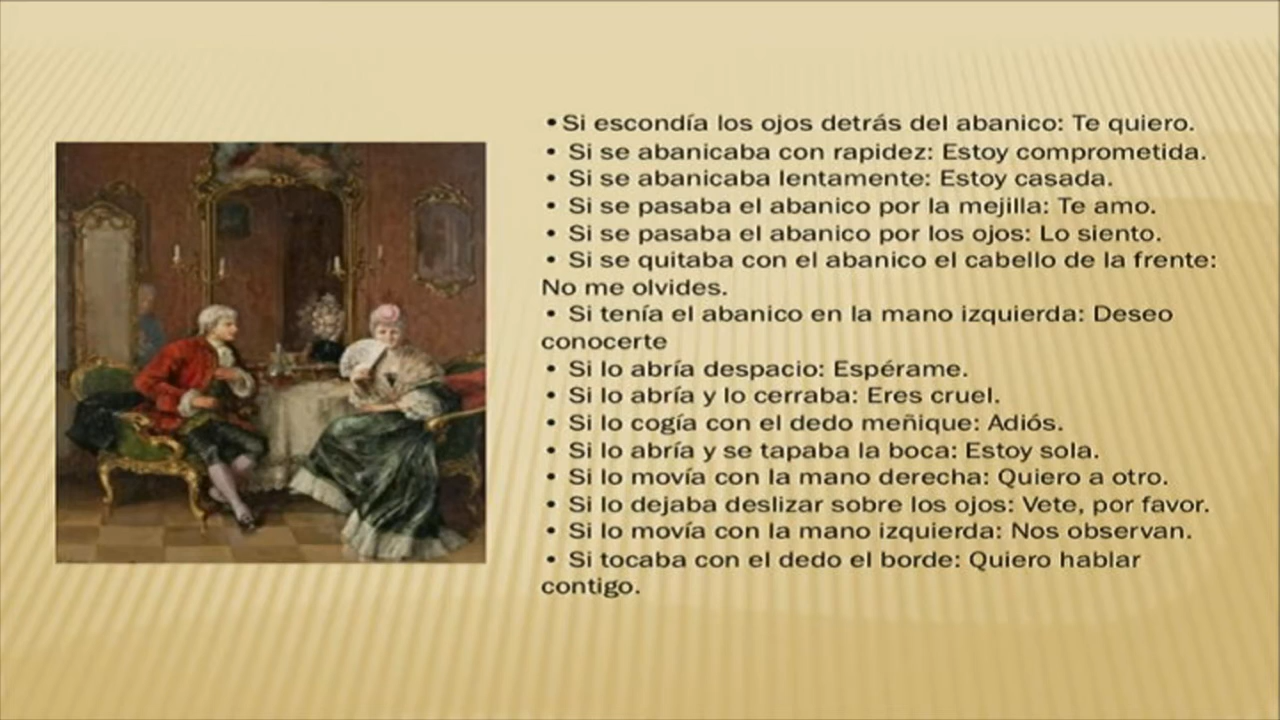 • Si escondía los ojos detrás del abanico: Te quiero.
• Si se abanicaba con rapidez: Estoy comprometida.
• Si se abanicaba lentamente: Estoy casada.
• Si se pasaba el abanico por la mejilla: Te amo.
• Si se pasaba el abanico por los ojos: Lo siento.
• Si se quitaba con el abanico el cabello de la frente:
No me olvides.
• Si tenía el abanico en la mano izquierda: Deseo
conocerte
• Si lo abría despacio: Espérame.
• Si lo abría y lo cerraba: Eres cruel.
• Si lo cogía con el dedo meñique: Adiós.
• Si lo abría y se tapaba la boca: Estoy sola.
• Si lo movía con la mano derecha: Quiero a otro.
• Si lo dejaba deslizar sobre los ojos: Vete, por favor.
• Si lo movía con la mano izquierda: Nos observan.
• Si tocaba con el dedo el borde: Quiero hablar
contigo.